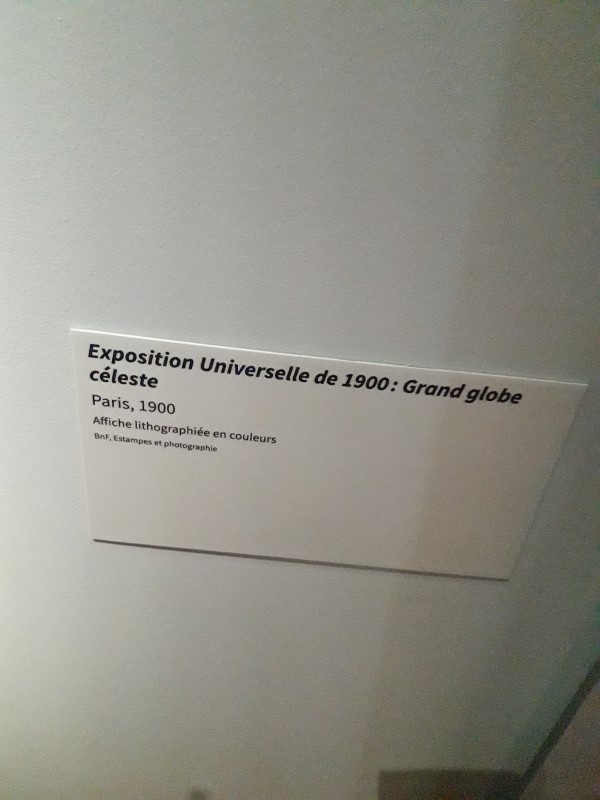 Exposition Universelle de 1900 : Grand globe
céleste
Paris, 1900
Affiche lithographiée en couleurs
BnF, Estampes et photographie